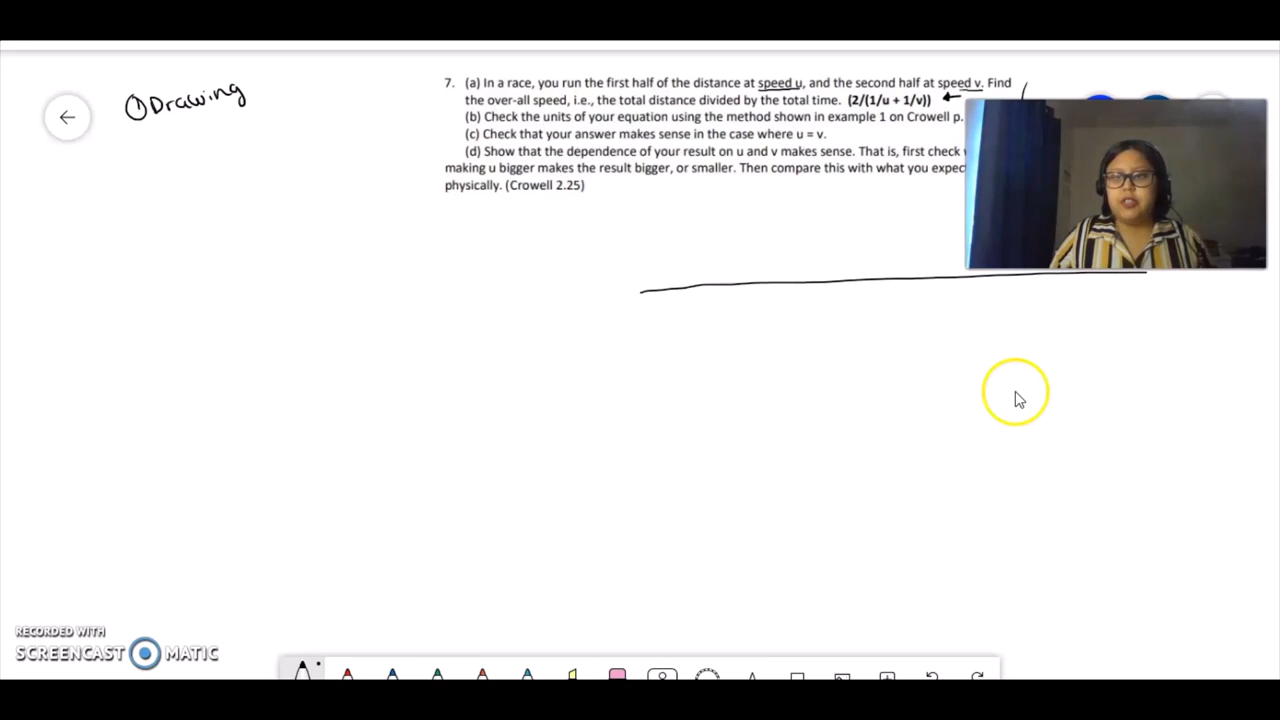 ① Drawing
7. (a) In a race, you run the first half of the distance at speed u, and the second half at speed v. Find
the over-all speed, i.e., the total distance divided by the total time. (2/(1/u + 1/v))
(b) Check the units of your equation using the method shown in example 1 on Crowell p.
(c) Check that your answer makes sense in the case where u = v.
(d) Show that the dependence of your result on u and v makes sense. That is, first check
making u bigger makes the result bigger, or smaller. Then compare this with what you expec
physically. (Crowell 2.25)
RECORDED WITH
SCREENCAST MATIC